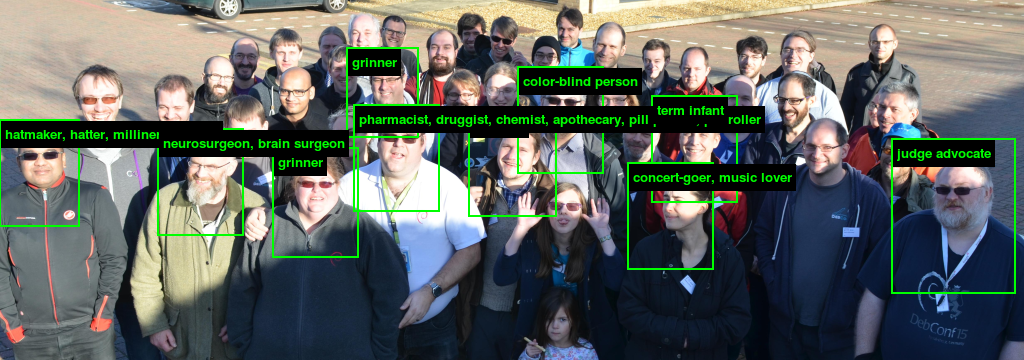 grinner
color-blind person
term infant
pharmacist, druggist, chemist, apothecary, pill
roller
hatmaker, hatter, milliner
neurosurgeon, brain surgeon
judge advocate
grinner
concert-goer, music lover
DebConf15